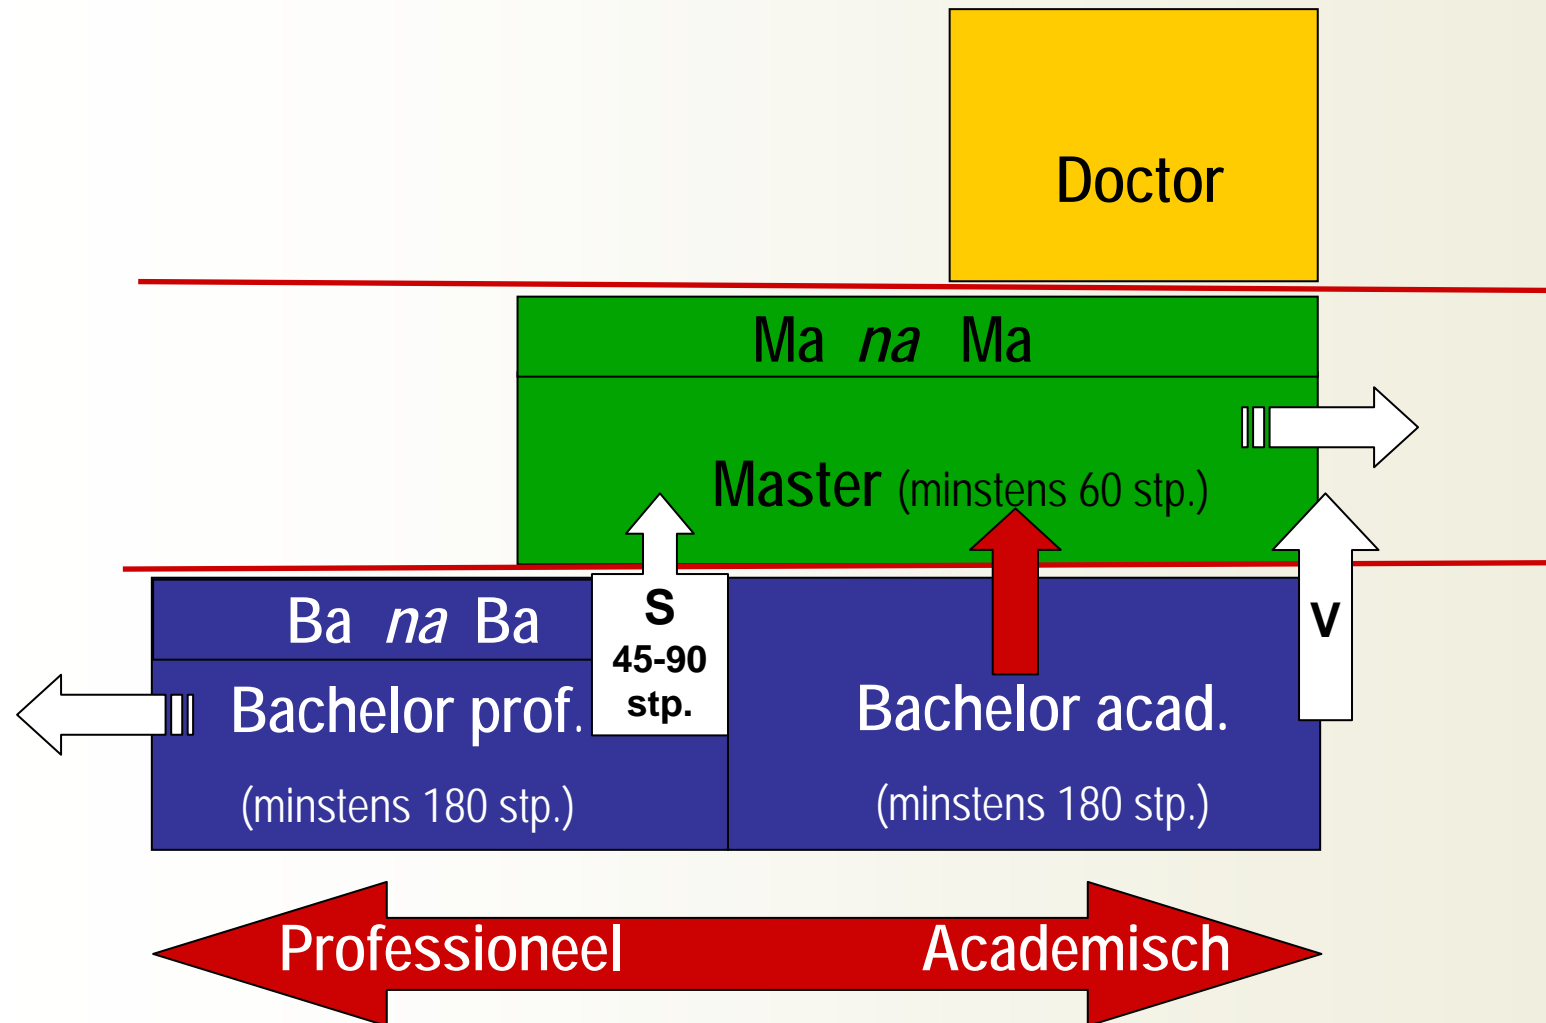 Doctor
Ma na Ma
Master (minstens 60 stp.)
Ba na Ba
S
45-90
stp.
V
Bachelor prof.
(minstens 180 stp.)
Bachelor acad.
(minstens 180 stp.)
Professioneel
Academisch